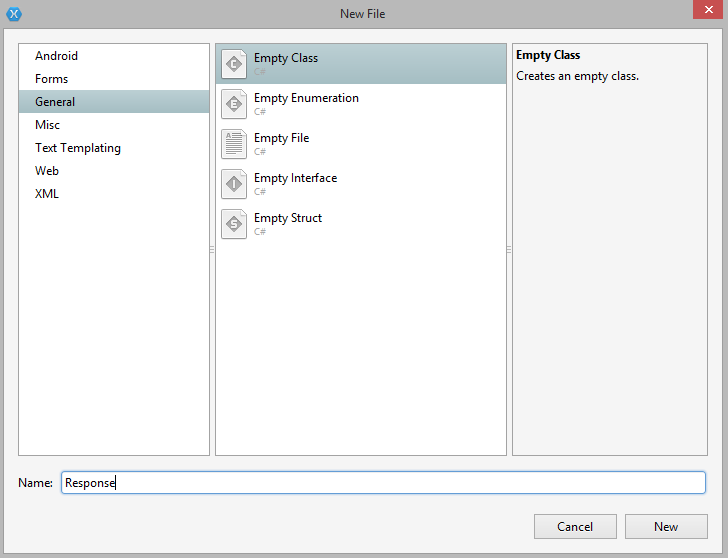 New File
Android
Forms
General
Misc
Text Templating
Web
XML
Empty Class
C#
Empty Enumeration
C#
Empty File
C#
Empty Interface
C#
Empty Struct
C#
Empty Class
Creates an empty class.
Name: Response
Cancel New